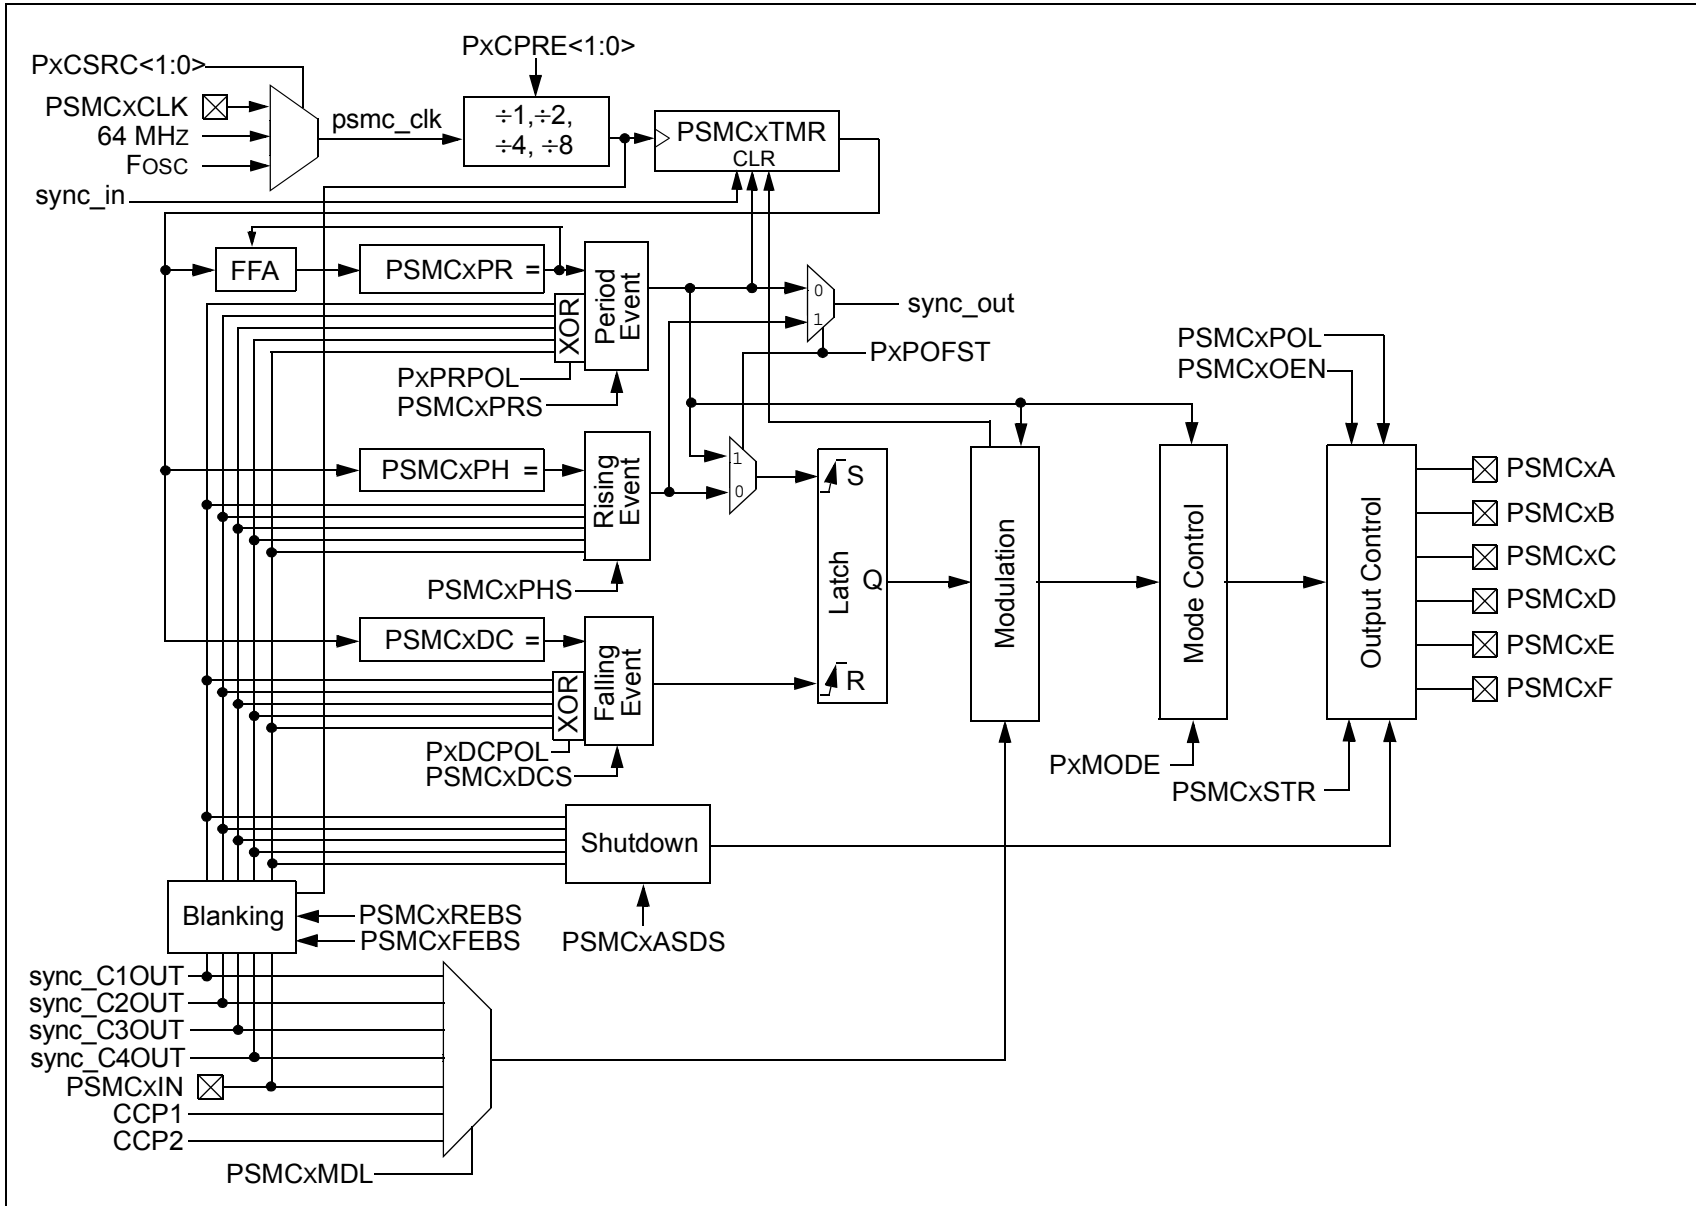 PxCPRE<1:0>
PxCSRC<1:0>
PSMCxCLK
64 MHz
FOSC
psmc_clk
÷1,÷2,
÷4, ÷8
PSMCxTMR
CLR
sync_in
FFA
PSMCxPR =
XOR
Period
Event
0
1
sync_out
PxPOFST
PxPRPOL
PSMCxPRS
PSMCxPH =
Rising
Event
1
0
PSMCxPHS
PSMCxDC =
XOR
Falling
Event
PxDCPOL
PSMCxDCS
S
Latch
Q
R
Modulation
Mode Control
PxMODE
PSMCxPOL
PSMCxOEN
Output Control
PSMCxSTR
PSMCxA
PSMCxB
PSMCxC
PSMCxD
PSMCxE
PSMCxF
Shutdown
PSMCxASDS
Blanking
PSMCxREBS
PSMCxFEBS
sync_C1OUT
sync_C2OUT
sync_C3OUT
sync_C4OUT
PSMCxIN
CCP1
CCP2
PSMCxMDL